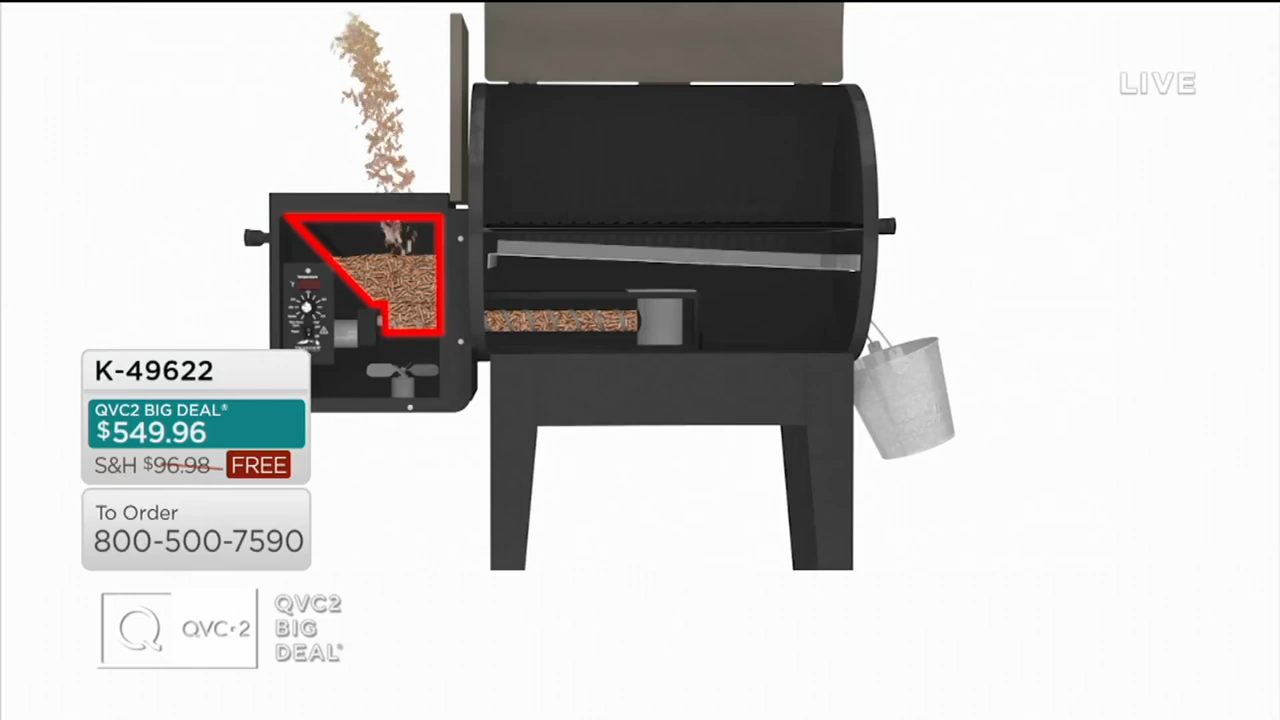 LIVE
K-49622
QVC2 BIG DEAL®
$549.96
S&H $96.98 FREE
To Order
800-500-7590
Q QVC•2
QVC2
BIG
DEAL®